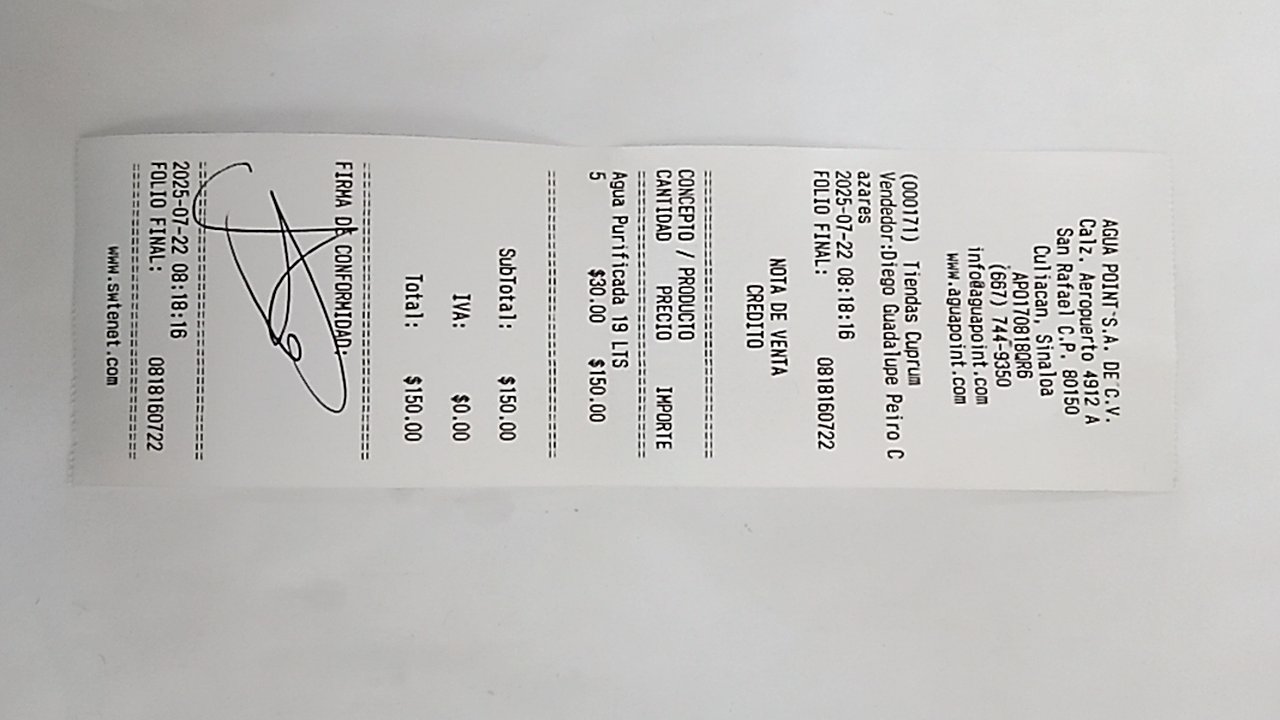 AGUA POINT S.A. DE C.V.
Calz. Aeropuerto 4912 A
San Rafael C.P. 80150
Culiacan, Sinaloa
APO170818QR6
(667) 744-9350
info@aguapoint.com
www.aguapoint.com
(000171) Tiendas Cuprum
Vendedor:Diego Guadalupe Peiro C
azares
2025-07-22 08:18:16
FOLIO FINAL: 0818160722
NOTA DE VENTA
CREDITO
================================
CONCEPTO / PRODUCTO
CANTIDAD PRECIO IMPORTE
================================
Agua Purificada 19 LTS
5 $30.00 $150.00
================================
SubTotal: $150.00
IVA: $0.00
Total: $150.00
================================
FIRMA DE CONFORMIDAD:
================================
2025-07-22 08:18:16
FOLIO FINAL: 0818160722
================================
www.swtenet.com